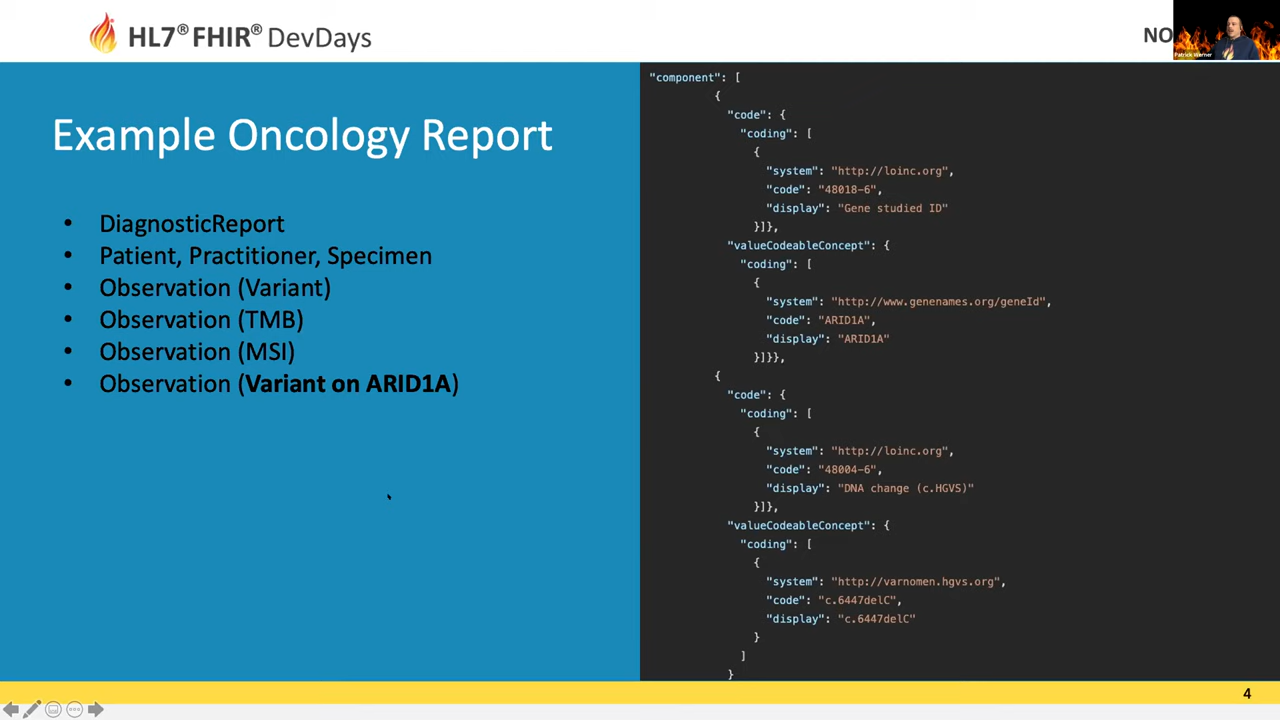 HL7® FHIR® DevDays
NO
Patrick Werner
Example Oncology Report
• DiagnosticReport
• Patient, Practitioner, Specimen
• Observation (Variant)
• Observation (TMB)
• Observation (MSI)
• Observation (Variant on ARID1A)
"component": [
{
"code": {
"coding": [
{
"system": "http://loinc.org",
"code": "48018-6",
"display": "Gene studied ID"
}]},
"valueCodeableConcept": {
"coding": [
{
"system": "http://www.genenames.org/geneId",
"code": "ARID1A",
"display": "ARID1A"
}]}},
{
"code": {
"coding": [
{
"system": "http://loinc.org",
"code": "48004-6",
"display": "DNA change (c.HGVS)"
}]},
"valueCodeableConcept": {
"coding": [
{
"system": "http://varnomen.hgvs.org",
"code": "c.6447delC",
"display": "c.6447delC"
}
]
}
4